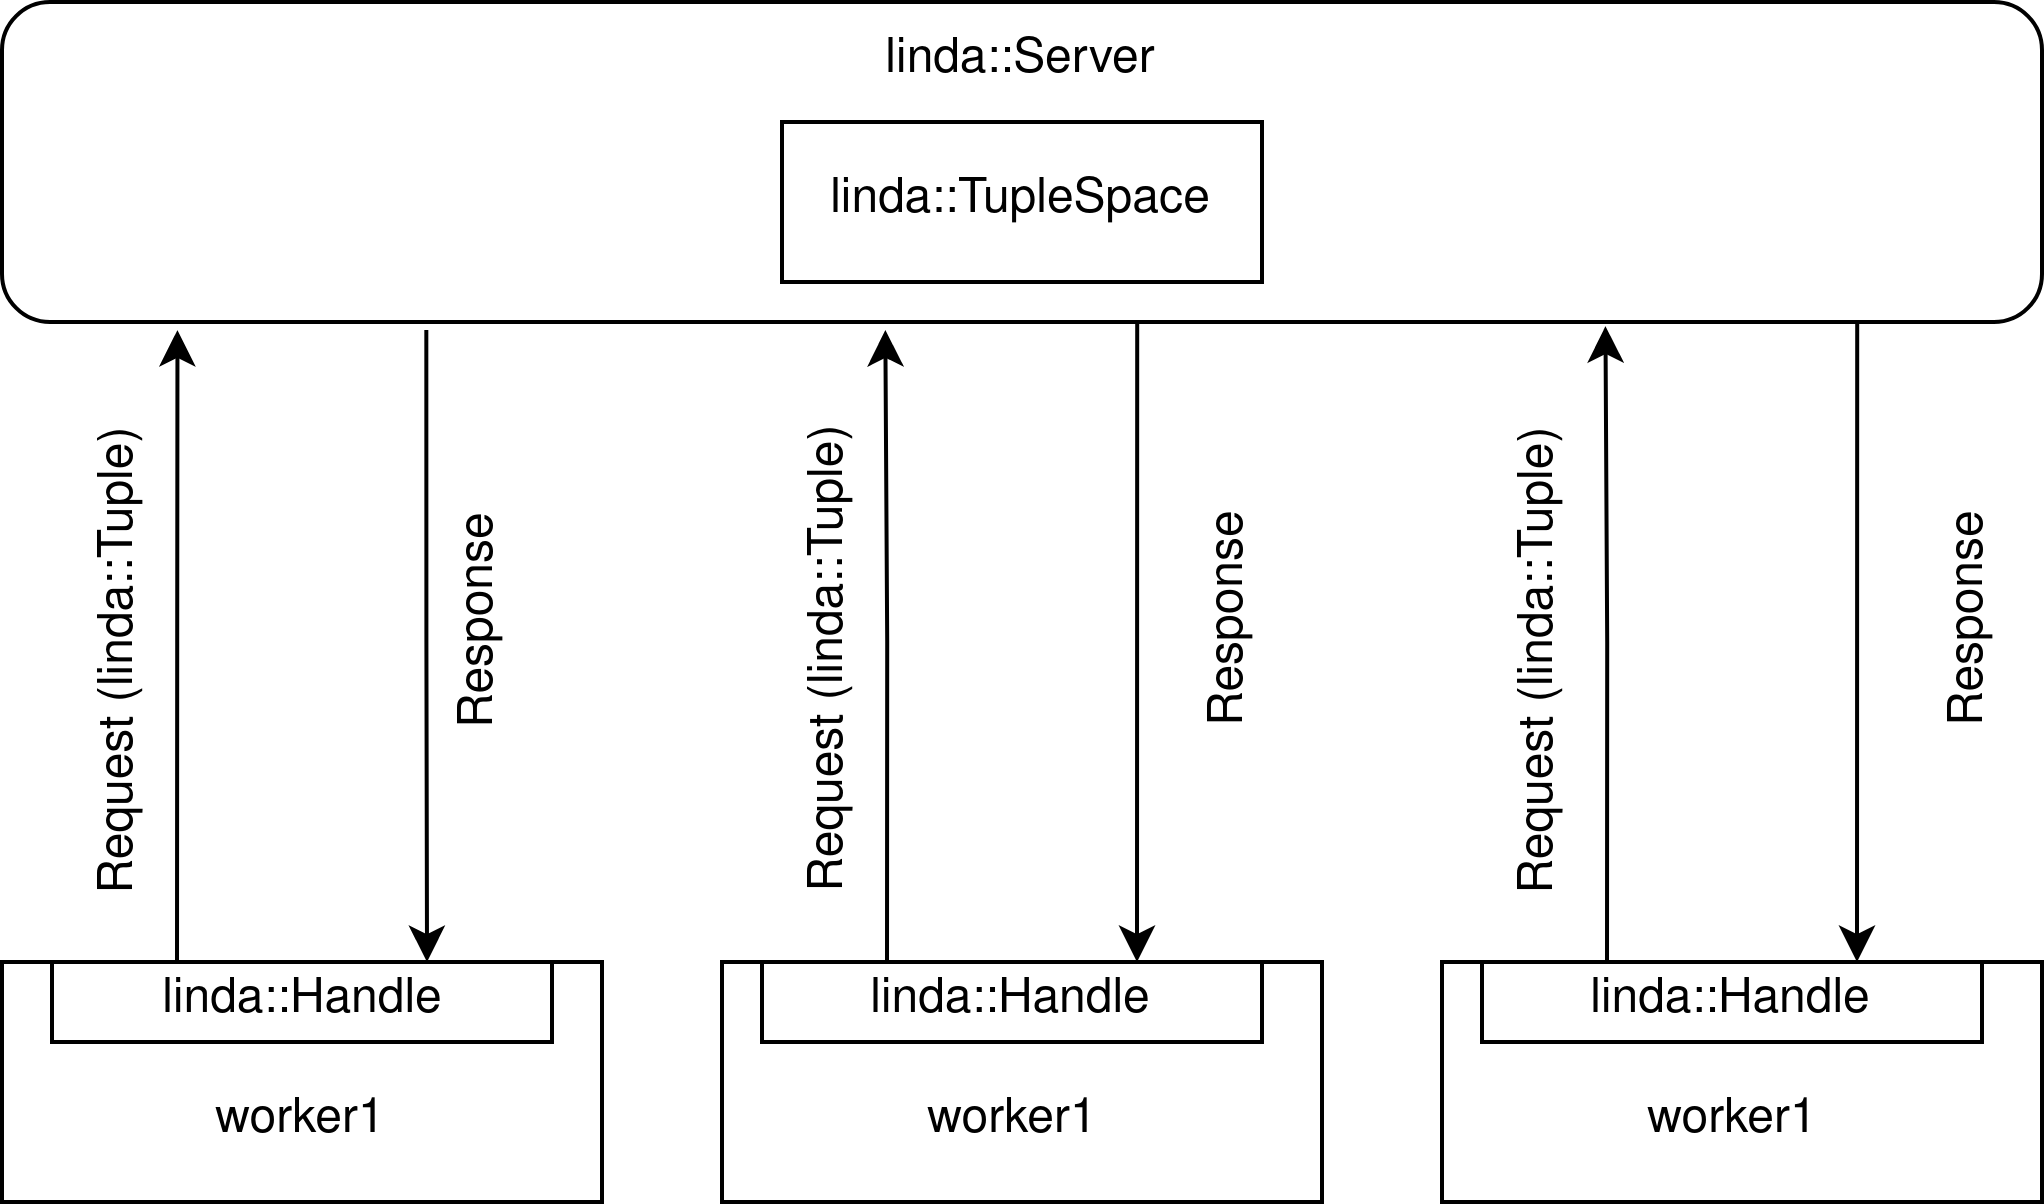 linda::Server
linda::TupleSpace
Request (linda::Tuple)
Response
Request (linda::Tuple)
Response
Request (linda::Tuple)
Response
linda::Handle
linda::Handle
linda::Handle
worker1
worker1
worker1